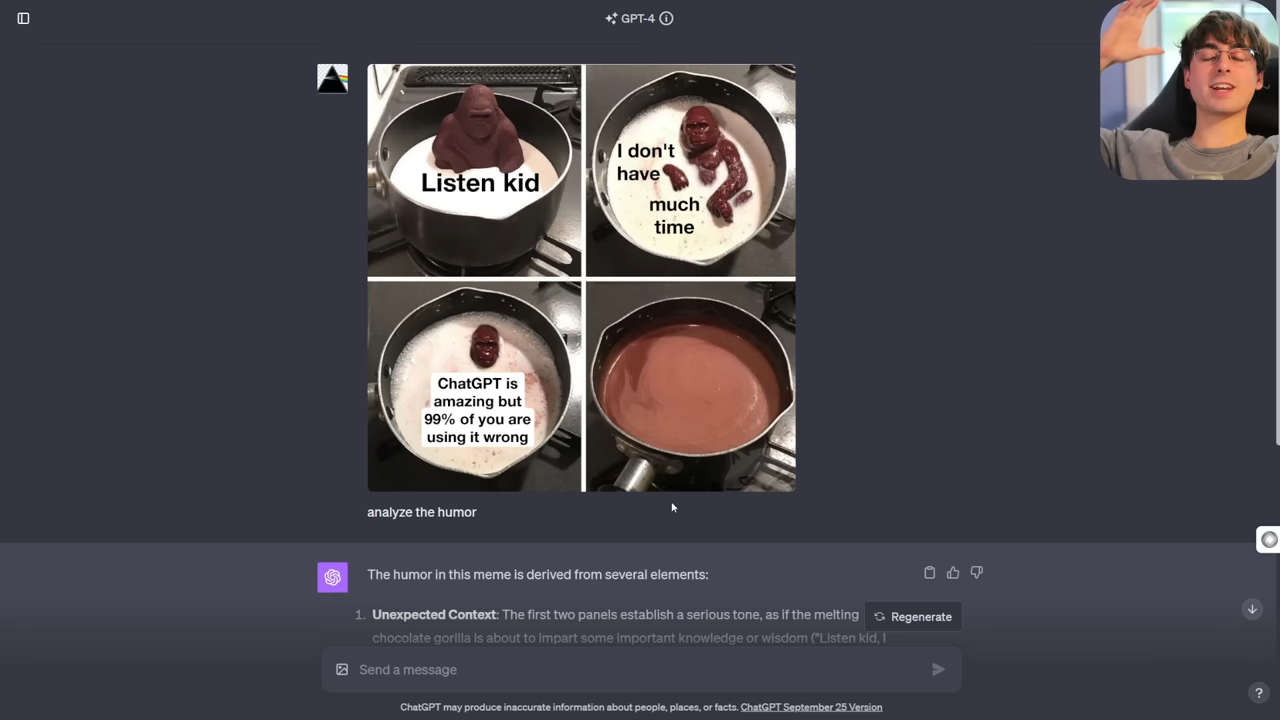 GPT-4
Listen kid
I don't
have
much
time
ChatGPT is
amazing but
99% of you are
using it wrong
analyze the humor
The humor in this meme is derived from several elements:
1. Unexpected Context: The first two panels establish a serious tone, as if the melting
chocolate gorilla is about to impart some important knowledge or wisdom ("Listen kid, I
Regenerate
Send a message
ChatGPT may produce inaccurate information about people, places, or facts. ChatGPT September 25 Version
?